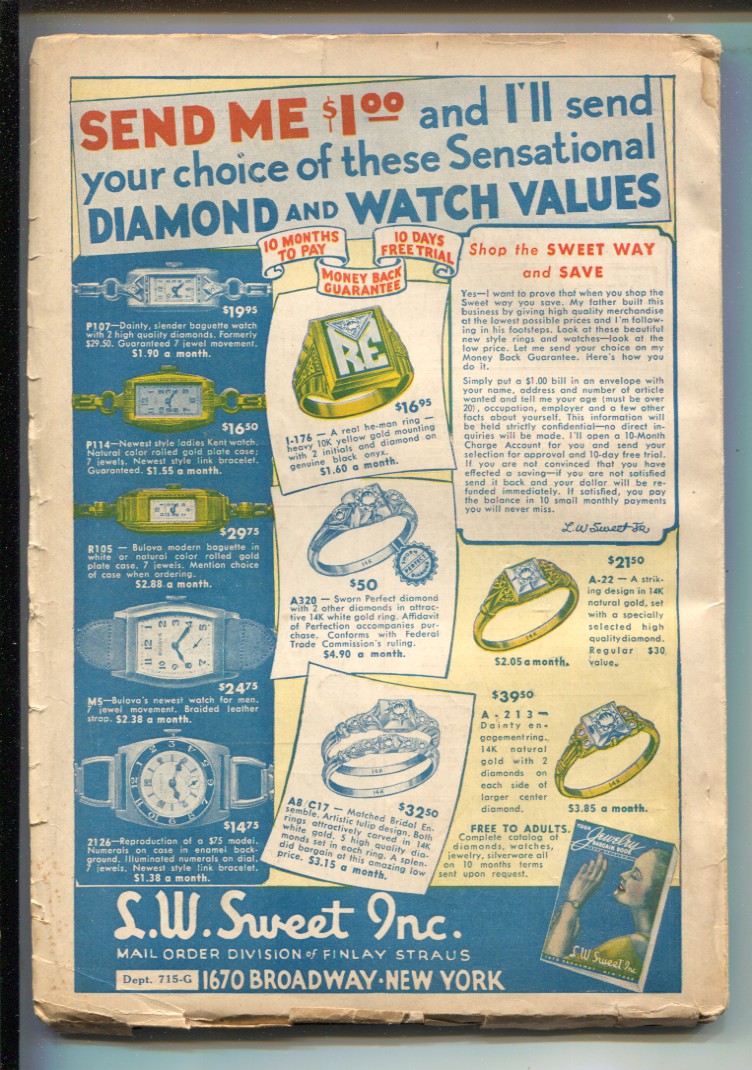 SEND ME $1.00 and I'll send
your choice of these Sensational
DIAMOND AND WATCH VALUES
10 MONTHS
TO PAY
10 DAYS
FREE TRIAL
MONEY BACK
GUARANTEE
$19.95
P107—Dainty, slender baguette watch
with 2 high quality diamonds. Formerly
$29.50. Guaranteed 7 jewel movement.
$1.90 a month.
$16.50
P114—Newest style ladies Kent watch.
Natural color rolled gold plate case;
7 jewels. Newest style link bracelet.
Guaranteed. $1.55 a month.
$29.75
R105 — Bulova modern baguette in
white or natural color rolled gold
plate case. 7 jewels. Mention choice
of case when ordering.
$2.88 a month.
$24.75
M5—Bulova's newest watch for men.
7 jewel movement. Braided leather
strap. $2.38 a month.
$14.75
2126—Reproduction of a $75 model.
Numerals on case in enamel back-
ground. Illuminated numerals on dial.
7 jewels. Newest style link bracelet.
$1.38 a month.
RE
$16.95
I-176 — A real he-man ring —
heavy 10K yellow gold mounting
with 2 initials and diamond on
genuine black onyx.
$1.60 a month.
14K
SWORN
PERFECT
$50
A320 — Sworn Perfect diamond
with 2 other diamonds in attrac-
tive 14K white gold ring. Affidavit
of Perfection accompanies pur-
chase. Conforms with Federal
Trade Commission's ruling.
$4.90 a month.
14K
14K
$32.50
A8/C17 — Matched Bridal En-
semble. Artistic tulip design. Both
rings attractively carved in 14K
white gold. 5 high quality dia-
monds set in each ring. A splen-
did bargain at this amazing low
price. $3.15 a month.
Shop the SWEET WAY
and SAVE
Yes—I want to prove that when you shop the
Sweet way you save. My father built this
business by giving high quality merchandise
at the lowest possible prices and I'm follow-
ing in his footsteps. Look at these beautiful
new style rings and watches—look at the
low price. Let me send your choice on my
Money Back Guarantee. Here's how you
do it.
Simply put a $1.00 bill in an envelope with
your name, address and number of article
wanted and tell me your age (must be over
20), occupation, employer and a few other
facts about yourself. This information will
be held strictly confidential—no direct in-
quiries will be made. I'll open a 10-Month
Charge Account for you and send your
selection for approval and 10-day free trial.
If you are not convinced that you have
effected a saving—if you are not satisfied
send it back and your dollar will be re-
funded immediately. If satisfied, you pay
the balance in 10 small monthly payments
you will never miss.
L W Sweet JR
14K
$21.50
A-22 — A strik-
ing design in 14K
natural gold, set
with a specially
selected high
quality diamond.
Regular $30
value.
$2.05 a month.
$39.50
A - 213 —
Dainty en-
gagement ring.
14K natural
gold with 2
diamonds on
each side of
larger center
diamond.
14K
$3.85 a month.
FREE TO ADULTS.
Complete catalog of
diamonds, watches,
jewelry, silverware all
on 10 months terms
sent upon request.
YOUR
Jewelry
BARGAIN BOOK
L.W. Sweet Inc
1670 BROADWAY NEW YORK
L.W. Sweet Inc.
MAIL ORDER DIVISION of FINLAY STRAUS
Dept. 715-G 1670 BROADWAY · NEW YORK